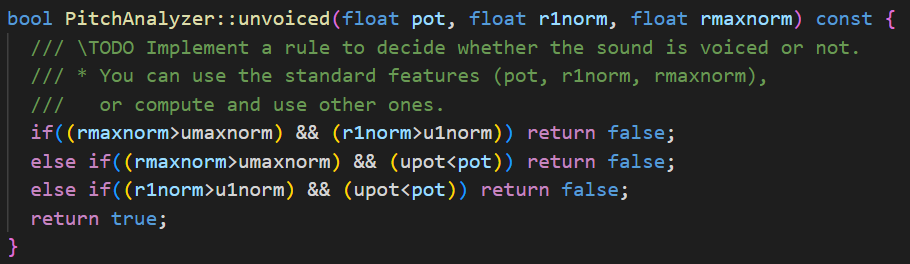 bool PitchAnalyzer::unvoiced(float pot, float r1norm, float rmaxnorm) const {
  /// \TODO Implement a rule to decide whether the sound is voiced or not.
  /// * You can use the standard features (pot, r1norm, rmaxnorm),
  ///   or compute and use other ones.
  if((rmaxnorm>umaxnorm) && (r1norm>u1norm)) return false;
  else if((rmaxnorm>umaxnorm) && (upot<pot)) return false;
  else if((r1norm>u1norm) && (upot<pot)) return false;
  return true;
}